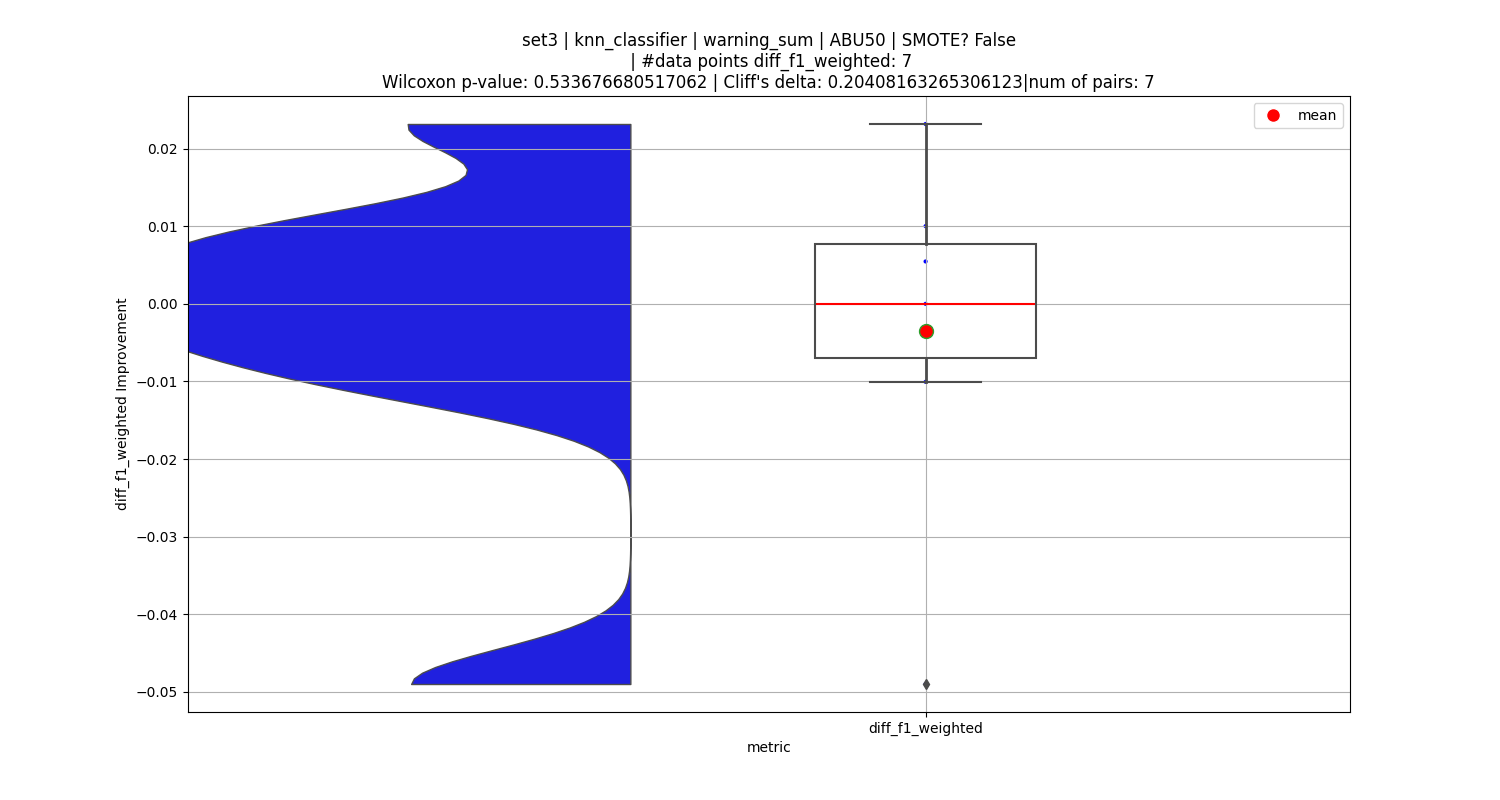 set3 | knn_classifier | warning_sum | ABU50 | SMOTE? False
| #data points diff_f1_weighted: 7
Wilcoxon p-value: 0.533676680517062 | Cliff's delta: 0.20408163265306123|num of pairs: 7
mean
0.02
0.01
0.00
−0.01
−0.02
−0.03
−0.04
−0.05
diff_f1_weighted Improvement
diff_f1_weighted
metric